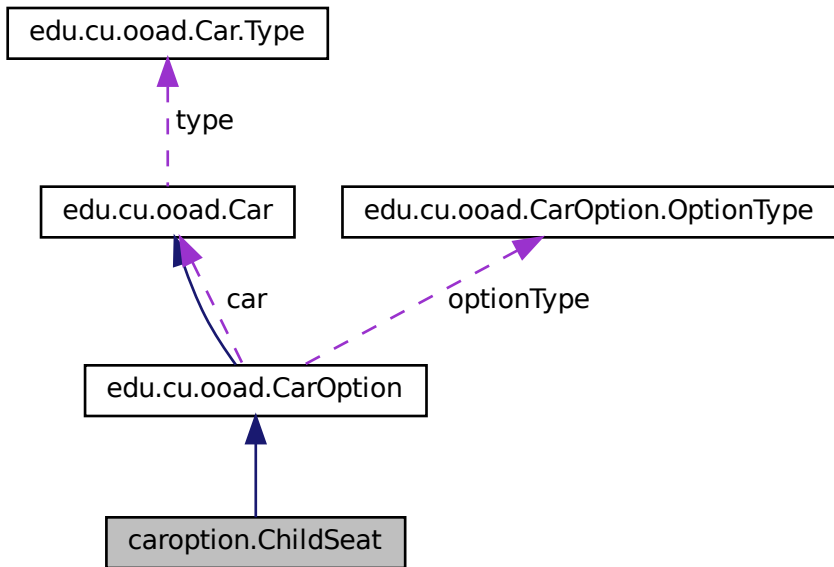 edu.cu.ooad.Car.Type
type
edu.cu.ooad.Car
edu.cu.ooad.CarOption.OptionType
car
optionType
edu.cu.ooad.CarOption
caroption.ChildSeat